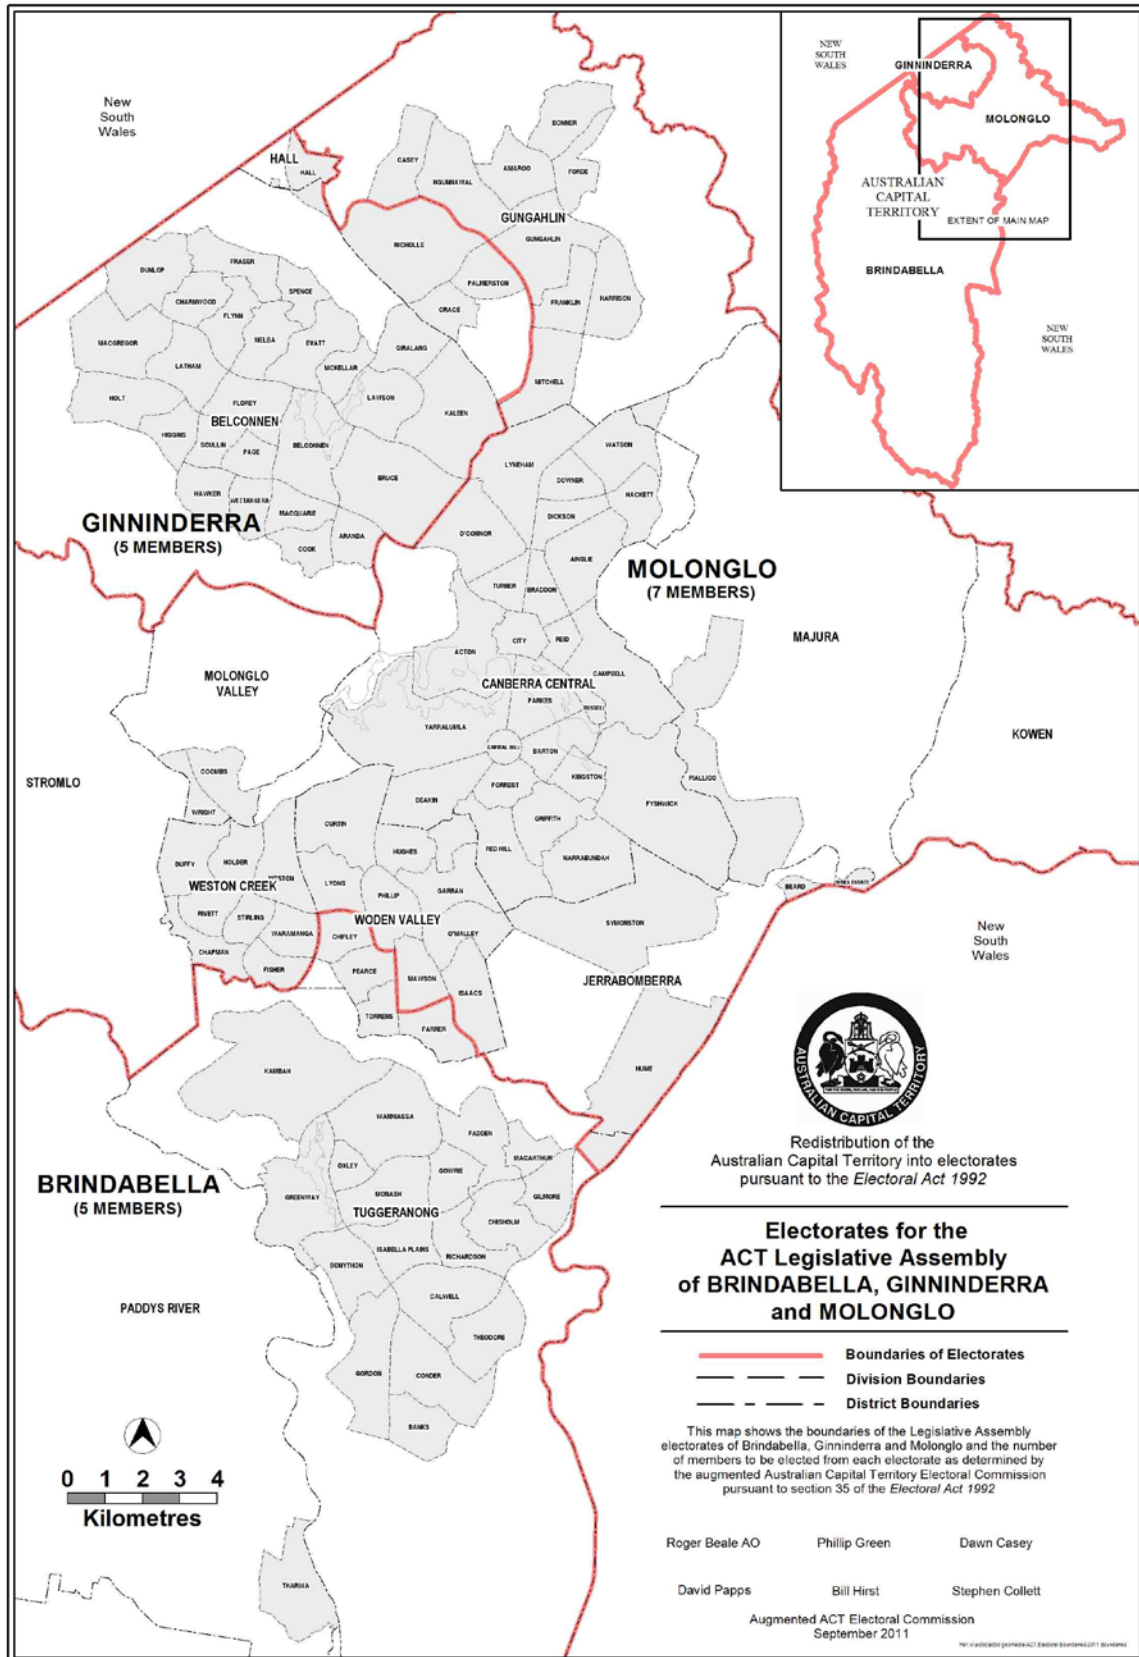 New
South
Wales
NEW
SOUTH
WALES
GINNINDERRA
MOLONGLO
AUSTRALIAN
CAPITAL
TERRITORY
EXTENT OF MAIN MAP
BRINDABELLA
NEW
SOUTH
WALES
HALL
HALL
BONNER
CASEY
NGUNNAWAL
AMAROO
FORDE
GUNGAHLIN
GUNGAHLIN
NICHOLLS
PALMERSTON
FRANKLIN
HARRISON
CRACE
MITCHELL
DUNLOP
FRASER
SPENCE
CHARNWOOD
FLYNN
MACGREGOR
MELBA
EVATT
GIRALANG
LATHAM
MCKELLAR
HOLT
FLOREY
LAWSON
KALEEN
BELCONNEN
HIGGINS
SCULLIN
PAGE
BELCONNEN
BRUCE
HAWKER
WEETANGERA
MACQUARIE
COOK
ARANDA
GINNINDERRA
(5 MEMBERS)
LYNEHAM
WATSON
DOWNER
HACKETT
DICKSON
O'CONNOR
AINSLIE
TURNER
BRADDON
MOLONGLO
(7 MEMBERS)
MAJURA
CITY
REID
ACTON
CAMPBELL
CANBERRA CENTRAL
PARKES
RUSSELL
MOLONGLO
VALLEY
YARRALUMLA
CAPITAL HILL
BARTON
KOWEN
STROMLO
COOMBS
WRIGHT
DEAKIN
FORREST
KINGSTON
PIALLIGO
FYSHWICK
CURTIN
GRIFFITH
HUGHES
RED HILL
NARRABUNDAH
DUFFY
HOLDER
WESTON
WESTON CREEK
LYONS
PHILLIP
GARRAN
BEARD
OAKS ESTATE
RIVETT
STIRLING
WARAMANGA
WODEN VALLEY
SYMONSTON
CHIFLEY
O'MALLEY
CHAPMAN
FISHER
PEARCE
MAWSON
ISAACS
JERRABOMBERRA
New
South
Wales
TORRENS
FARRER
HUME
KAMBAH
WANNIASSA
FADDEN
MACARTHUR
OXLEY
GOWRIE
GREENWAY
MONASH
GILMORE
TUGGERANONG
CHISHOLM
BRINDABELLA
(5 MEMBERS)
ISABELLA PLAINS
RICHARDSON
BONYTHON
CALWELL
THEODORE
PADDYS RIVER
GORDON
CONDER
BANKS
THARWA
0 1 2 3 4
Kilometres
AUSTRALIAN CAPITAL TERRITORY
Redistribution of the
Australian Capital Territory into electorates
pursuant to the Electoral Act 1992
Electorates for the
ACT Legislative Assembly
of BRINDABELLA, GINNINDERRA
and MOLONGLO
Boundaries of Electorates
Division Boundaries
District Boundaries
This map shows the boundaries of the Legislative Assembly
electorates of Brindabella, Ginninderra and Molonglo and the number
of members to be elected from each electorate as determined by
the augmented Australian Capital Territory Electoral Commission
pursuant to section 35 of the Electoral Act 1992
Roger Beale AO Phillip Green Dawn Casey
David Papps Bill Hirst Stephen Collett
Augmented ACT Electoral Commission
September 2011